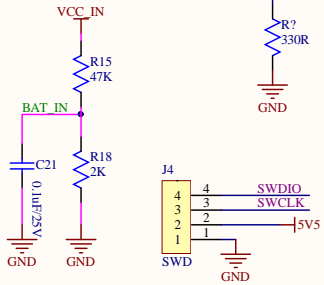 VCC_IN
R?
330R
R15
47K
GND
BAT_IN
C21
0.1uF/25V
R18
2K
J4
4 4 SWDIO
3 3 SWCLK
2 2 5V5
1 1
SWD
GND
GND
GND